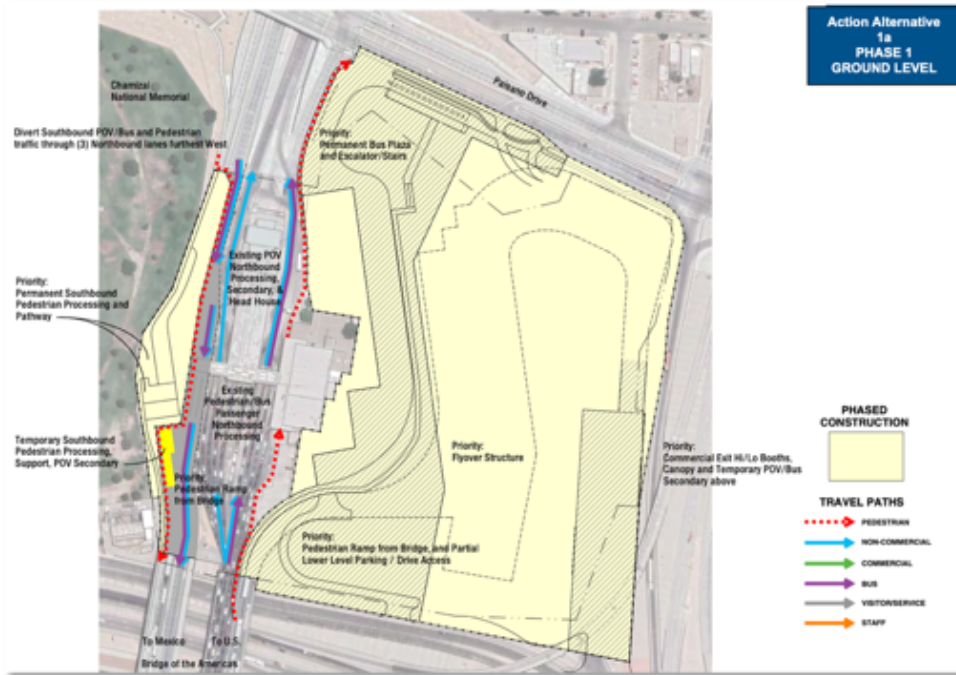 Action Alternative
1a
PHASE 1
GROUND LEVEL
Chamizal
National Memorial
Paisano Drive
Divert Southbound POV/Bus and Pedestrian
traffic through (3) Northbound lanes furthest West
Priority:
Permanent Bus Plaza
and Escalator/Stairs
Existing POV
Northbound
Processing,
Secondary, &
Head House
Priority:
Permanent Southbound
Pedestrian Processing and
Pathway
Existing
Pedestrian/Bus
Passenger
Northbound
Processing
Temporary Southbound
Pedestrian Processing,
Support, POV Secondary
Priority:
Pedestrian Ramp
from Bridge
Priority:
Flyover Structure
Priority:
Commercial Exit Hi/Lo Booths,
Canopy and Temporary POV/Bus
Secondary above
Priority:
Pedestrian Ramp from Bridge, and Partial
Lower Level Parking / Drive Access
PHASED
CONSTRUCTION
TRAVEL PATHS
PEDESTRIAN
NON-COMMERCIAL
COMMERCIAL
BUS
VISITOR/SERVICE
STAFF
To Mexico
To U.S.
Bridge of the Americas